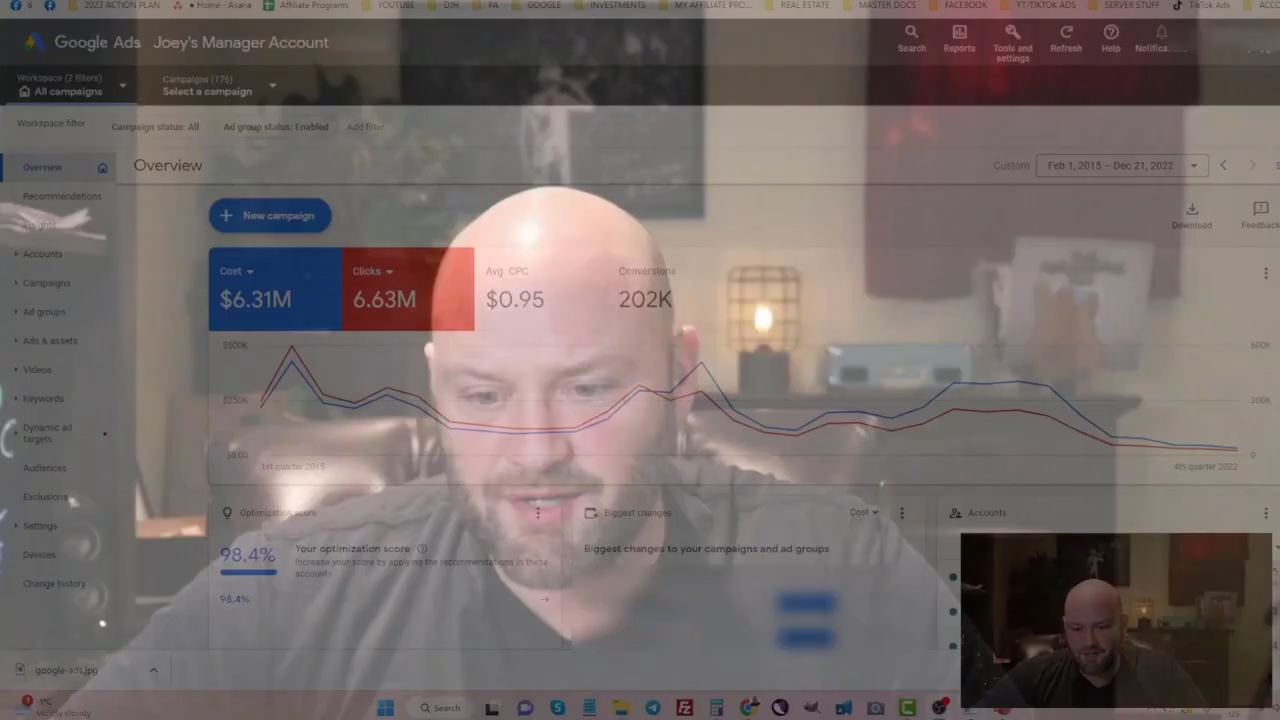 6
2023 ACTION PLAN
Home - Asana
Affiliate Programs
YOUTUBE
DJH
PA
GOOGLE
INVESTMENTS
MY AFFILIATE PRO...
REAL ESTATE
MASTER DOCS
FACEBOOK
YT/TIKTOK ADS
SERVER STUFF
TikTok Ads
Google Ads
Joey's Manager Account
Search
Reports
Tools and settings
Refresh
Help
Notifica...
Workspace (2 filters)
All campaigns
Campaigns (176)
Select a campaign
Workspace filter
Campaign status: All
Ad group status: Enabled
Add filter
Overview
Recommendations
Insights
Accounts
Campaigns
Ad groups
Ads & assets
Videos
Keywords
Dynamic ad targets
Audiences
Exclusions
Settings
Devices
Change history
Overview
Custom
Feb 1, 2015 – Dec 21, 2022
New campaign
Download
Feedback
Cost
$6.31M
Clicks
6.63M
Avg. CPC
$0.95
Conversions
202K
$500K
$250K
$0.00
600K
300K
0
1st quarter 2015
4th quarter 2022
Optimization score
98.4%
Your optimization score
Increase your score by applying the recommendations in these accounts
98.4%
Biggest changes
Cost
Biggest changes to your campaigns and ad groups
Accounts
google-ads.jpg
-1°C
Mostly cloudy
Search